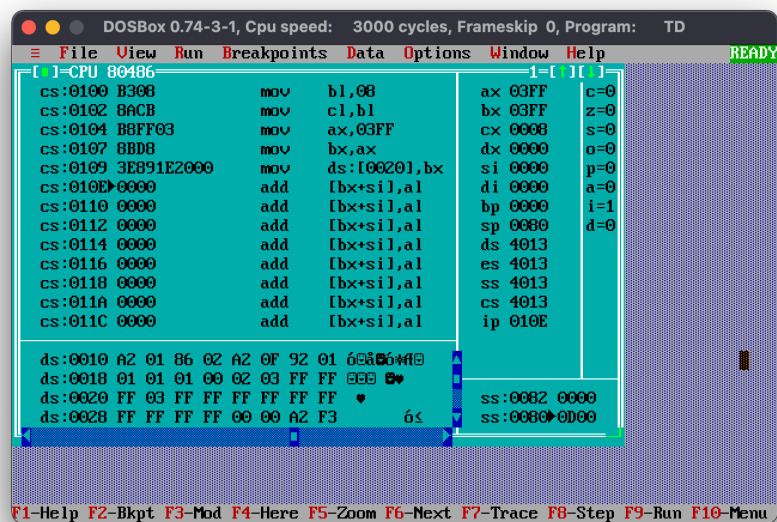 DOSBox 0.74-3-1, Cpu speed: 3000 cycles, Frameskip 0, Program: TD
≡ File View Run Breakpoints Data Options Window Help READY
[■]=CPU 80486 1=[↑][↓]
cs:0100 B308 mov bl,08 ax 03FF c=0
cs:0102 8ACB mov cl,bl bx 03FF z=0
cs:0104 B8FF03 mov ax,03FF cx 0008 s=0
cs:0107 8BD8 mov bx,ax dx 0000 o=0
cs:0109 3E891E2000 mov ds:[0020],bx si 0000 p=0
cs:010E►0000 add [bx+si],al di 0000 a=0
cs:0110 0000 add [bx+si],al bp 0000 i=1
cs:0112 0000 add [bx+si],al sp 0080 d=0
cs:0114 0000 add [bx+si],al ds 4013
cs:0116 0000 add [bx+si],al es 4013
cs:0118 0000 add [bx+si],al ss 4013
cs:011A 0000 add [bx+si],al cs 4013
cs:011C 0000 add [bx+si],al ip 010E
ds:0010 A2 01 86 02 A2 0F 92 01 ó☺å☻ó☼Æ☺
ds:0018 01 01 01 00 02 03 FF FF ☺☺☺ ☻♥
ds:0020 FF 03 FF FF FF FF FF FF ♥ ss:0082 0000
ds:0028 FF FF FF FF 00 00 A2 F3 ó≤ ss:0080►0D00
F1-Help F2-Bkpt F3-Mod F4-Here F5-Zoom F6-Next F7-Trace F8-Step F9-Run F10-Menu